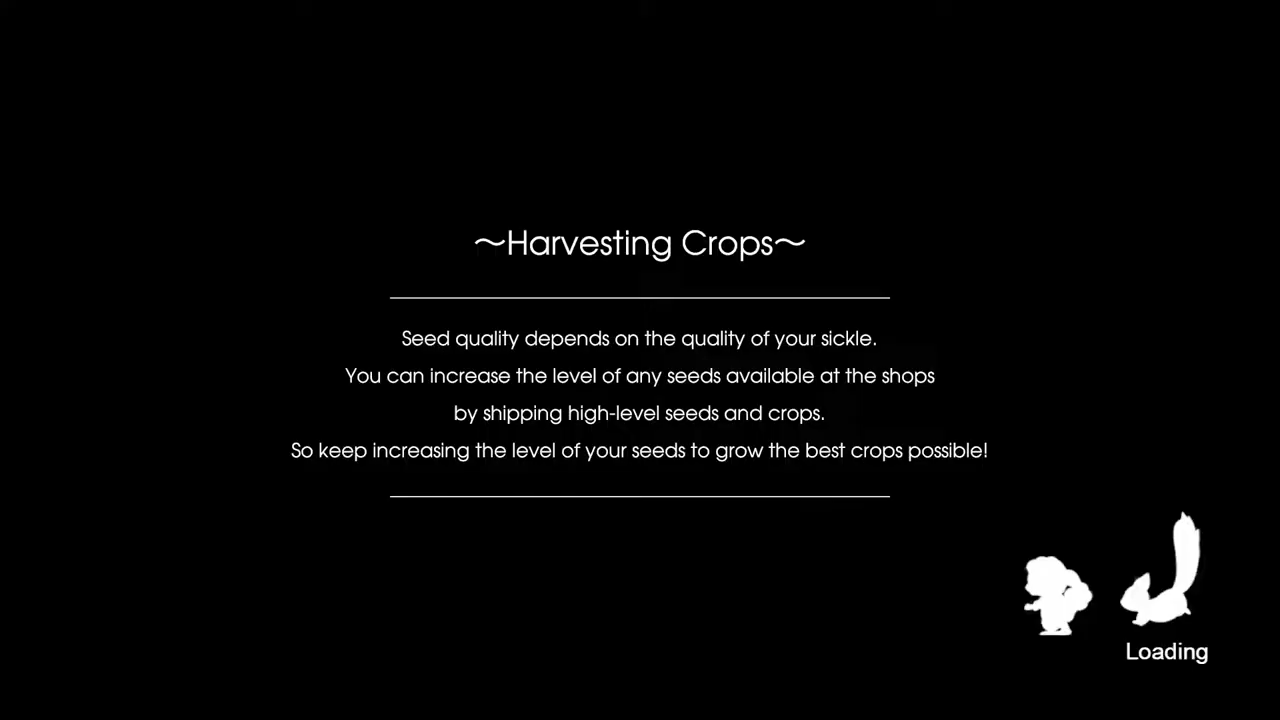 ～Harvesting Crops～
Seed quality depends on the quality of your sickle.
You can increase the level of any seeds available at the shops
by shipping high-level seeds and crops.
So keep increasing the level of your seeds to grow the best crops possible!
Loading